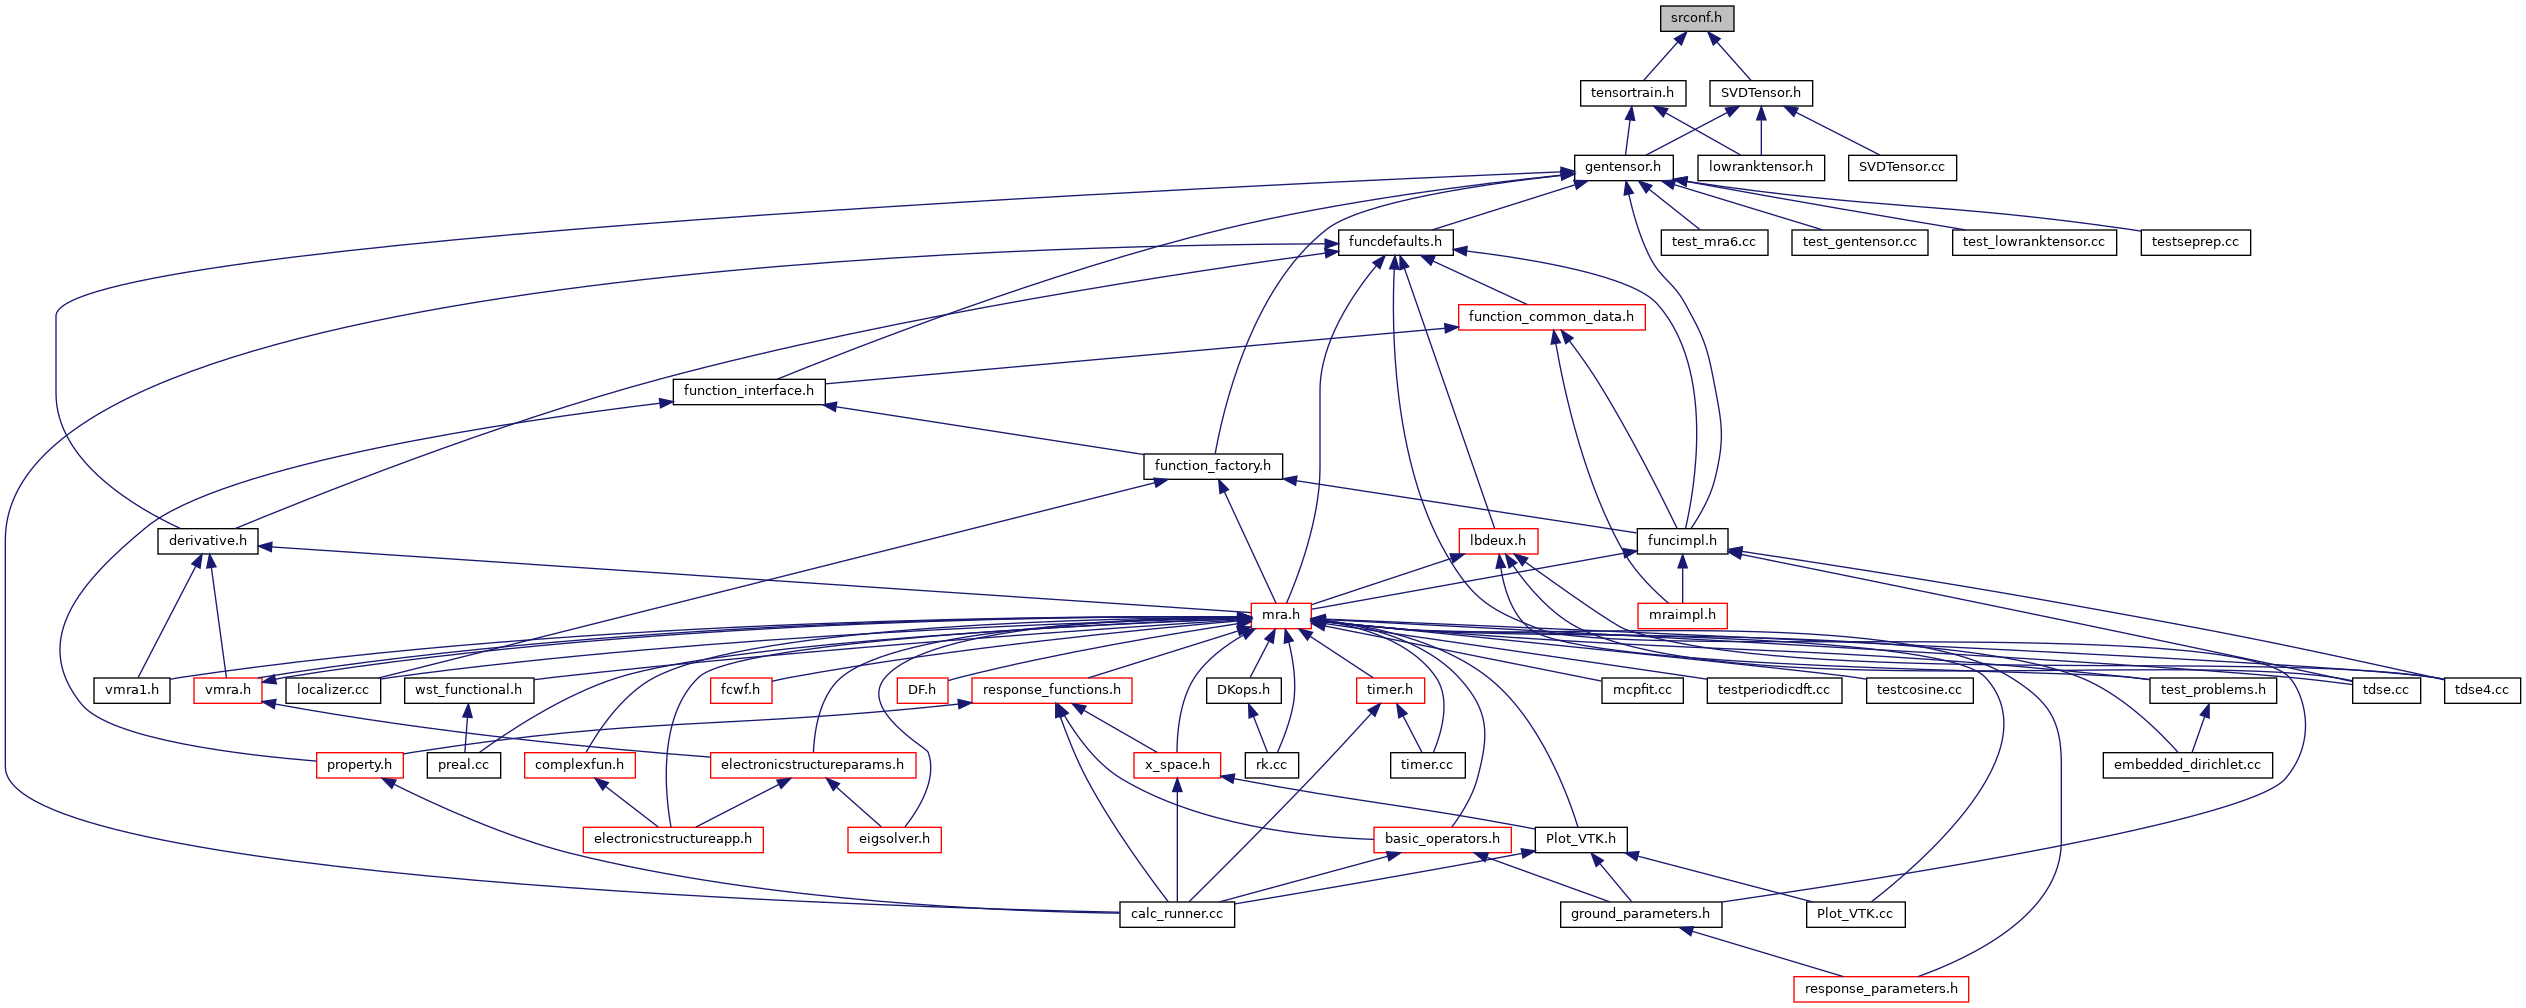 srconf.h
tensortrain.h
SVDTensor.h
gentensor.h
lowranktensor.h
SVDTensor.cc
funcdefaults.h
test_mra6.cc
test_gentensor.cc
test_lowranktensor.cc
testseprep.cc
function_common_data.h
function_interface.h
function_factory.h
derivative.h
lbdeux.h
funcimpl.h
mra.h
mraimpl.h
vmra1.h
vmra.h
localizer.cc
wst_functional.h
fcwf.h
DF.h
response_functions.h
DKops.h
timer.h
mcpfit.cc
testperiodicdft.cc
testcosine.cc
test_problems.h
tdse.cc
tdse4.cc
property.h
preal.cc
complexfun.h
electronicstructureparams.h
x_space.h
rk.cc
timer.cc
embedded_dirichlet.cc
electronicstructureapp.h
eigsolver.h
basic_operators.h
Plot_VTK.h
calc_runner.cc
ground_parameters.h
Plot_VTK.cc
response_parameters.h